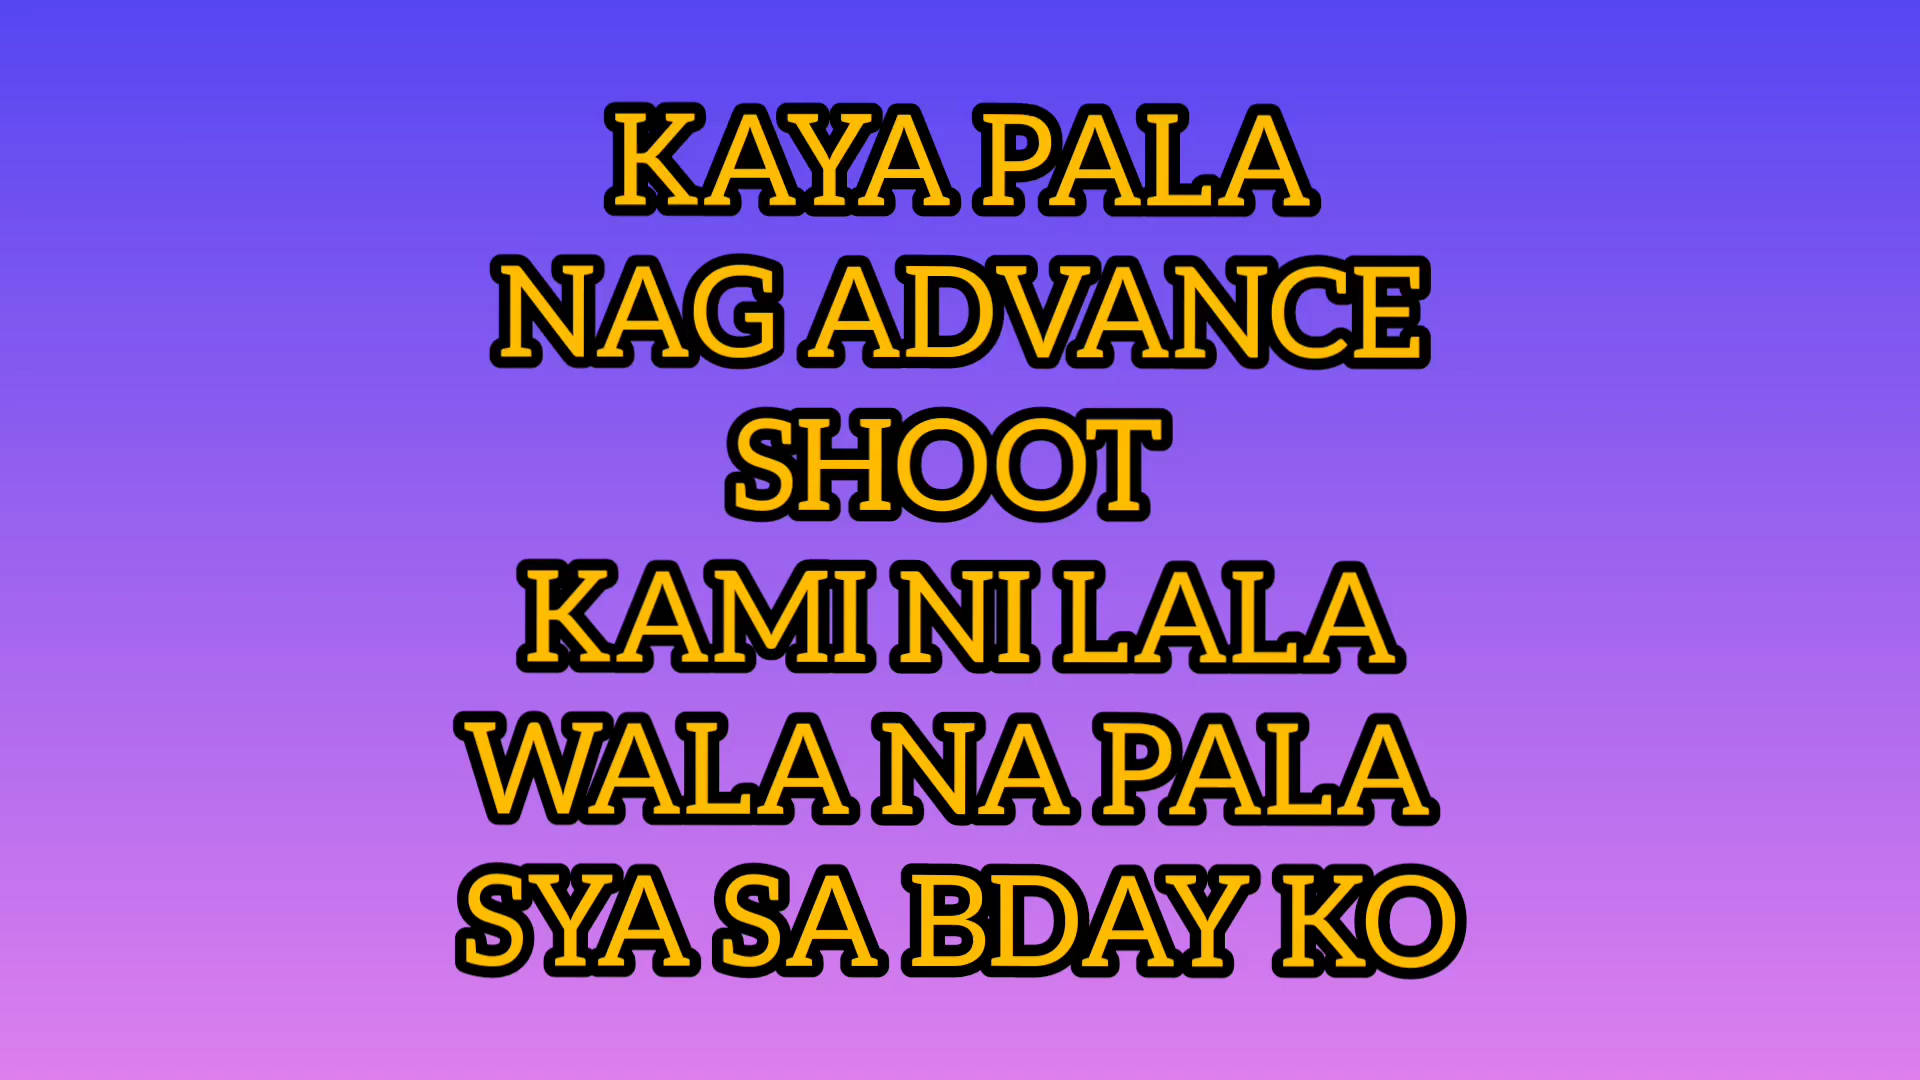 KAYA PALA
NAG ADVANCE
SHOOT
KAMI NI LALA
WALA NA PALA
SYA SA BDAY KO